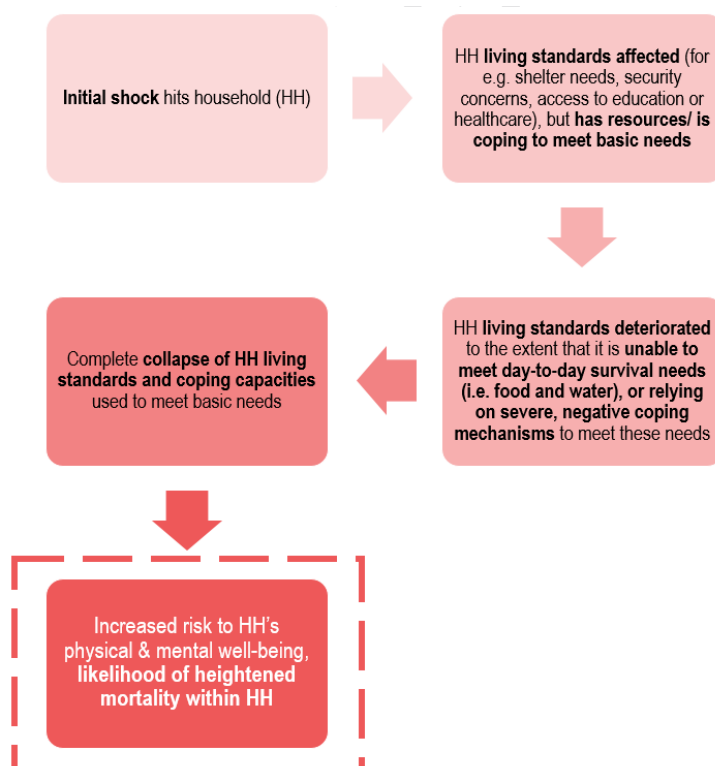 Initial shock hits household (HH)
HH living standards affected (for
e.g. shelter needs, security
concerns, access to education or
healthcare), but has resources/ is
coping to meet basic needs
HH living standards deteriorated
to the extent that it is unable to
meet day-to-day survival needs
(i.e. food and water), or relying
on severe, negative coping
mechanisms to meet these needs
Complete collapse of HH living
standards and coping capacities
used to meet basic needs
Increased risk to HH's
physical & mental well-being,
likelihood of heightened
mortality within HH